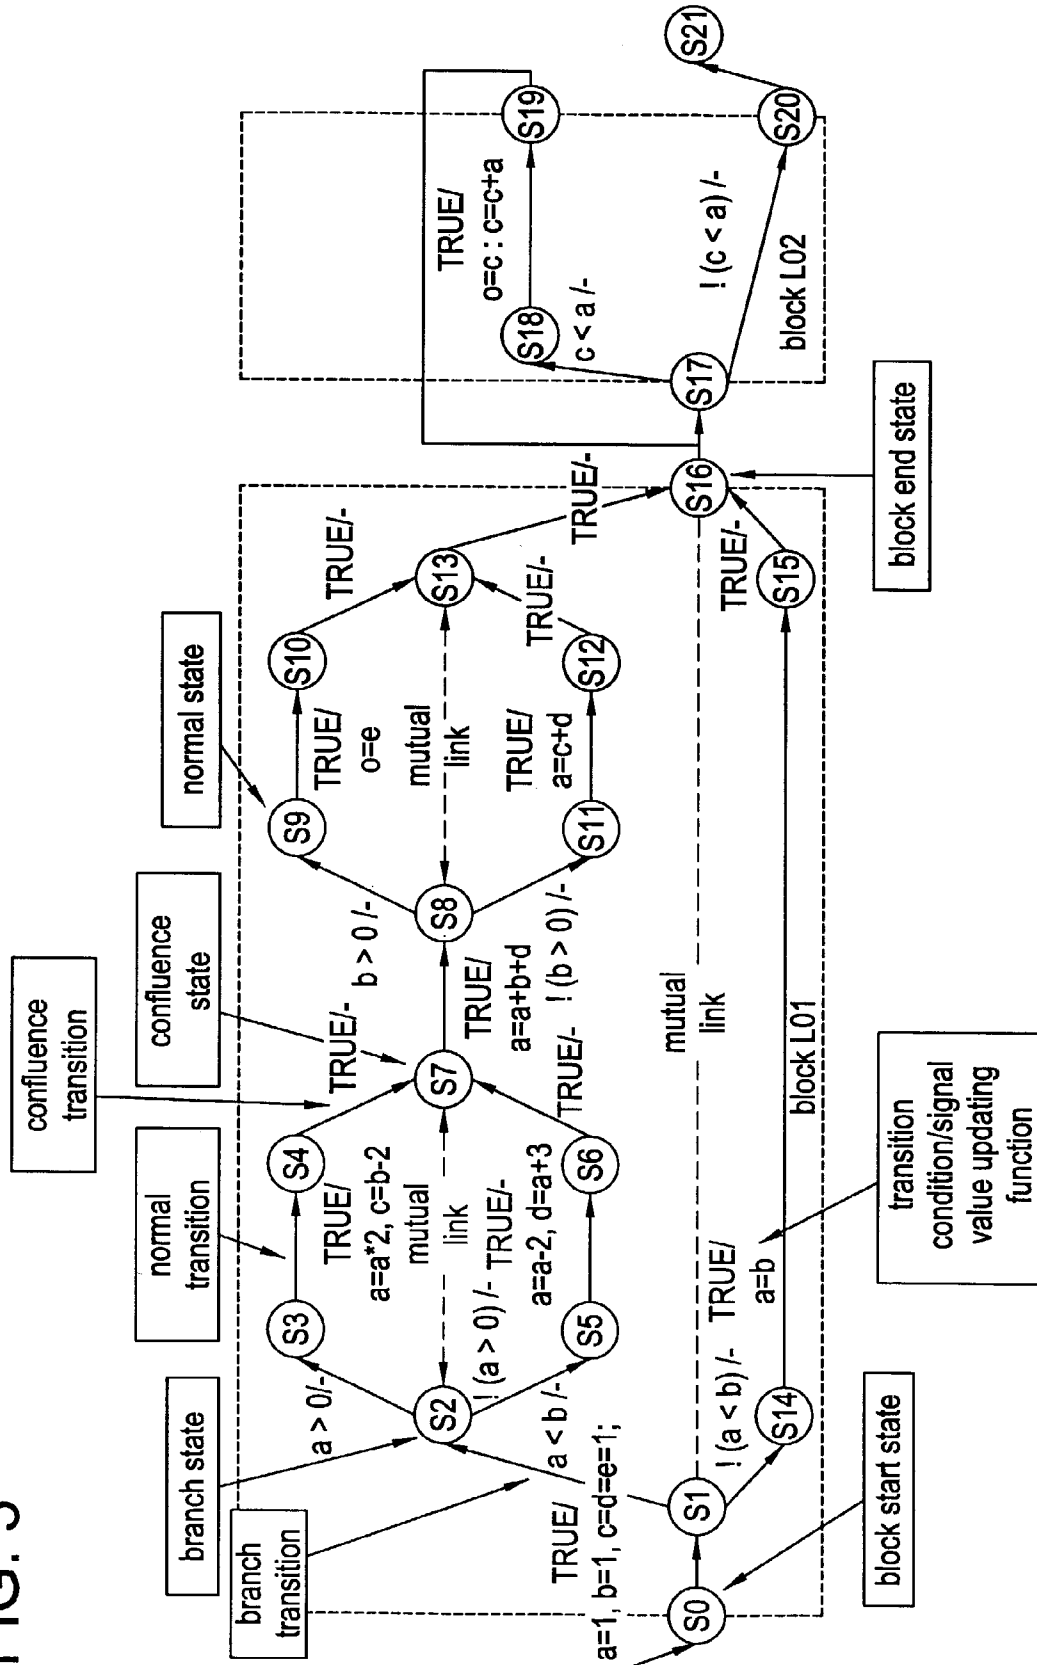 FIG. 5
confluence
transition
confluence
state
normal
transition
normal state
branch state
branch
transition
block start state
block end state
transition
condition/signal
value updating
function
S0
TRUE/
a=1, b=1, c=d=e=1;
S1
a < b /-
! (a < b) /-
S2
a > 0/-
! (a > 0) /-
S3
TRUE/
a=a*2, c=b-2
S4
TRUE/-
mutual
link
S5
TRUE/-
a=a-2, d=a+3
S6
TRUE/-
S7
TRUE/
a=a+b+d
S8
b > 0 /-
! (b > 0) /-
S9
TRUE/
o=e
S10
TRUE/-
mutual
link
S11
TRUE/
a=c+d
S12
TRUE/-
S13
TRUE/-
mutual
link
S14
TRUE/
a=b
S15
TRUE/-
S16
block L01
S17
c < a /-
! (c < a) /-
S18
TRUE/
o=c : c=c+a
S19
S20
S21
block L02